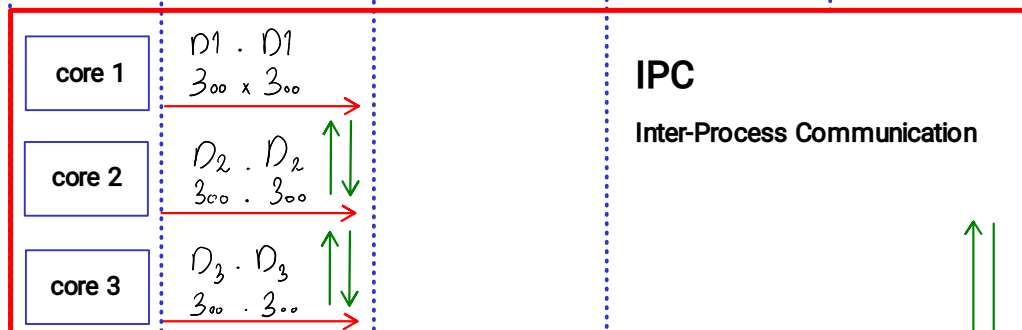 core 1
D1 . D1
300 x 300
IPC
Inter-Process Communication
core 2
D2 . D2
300 . 300
core 3
D3 . D3
300 . 300